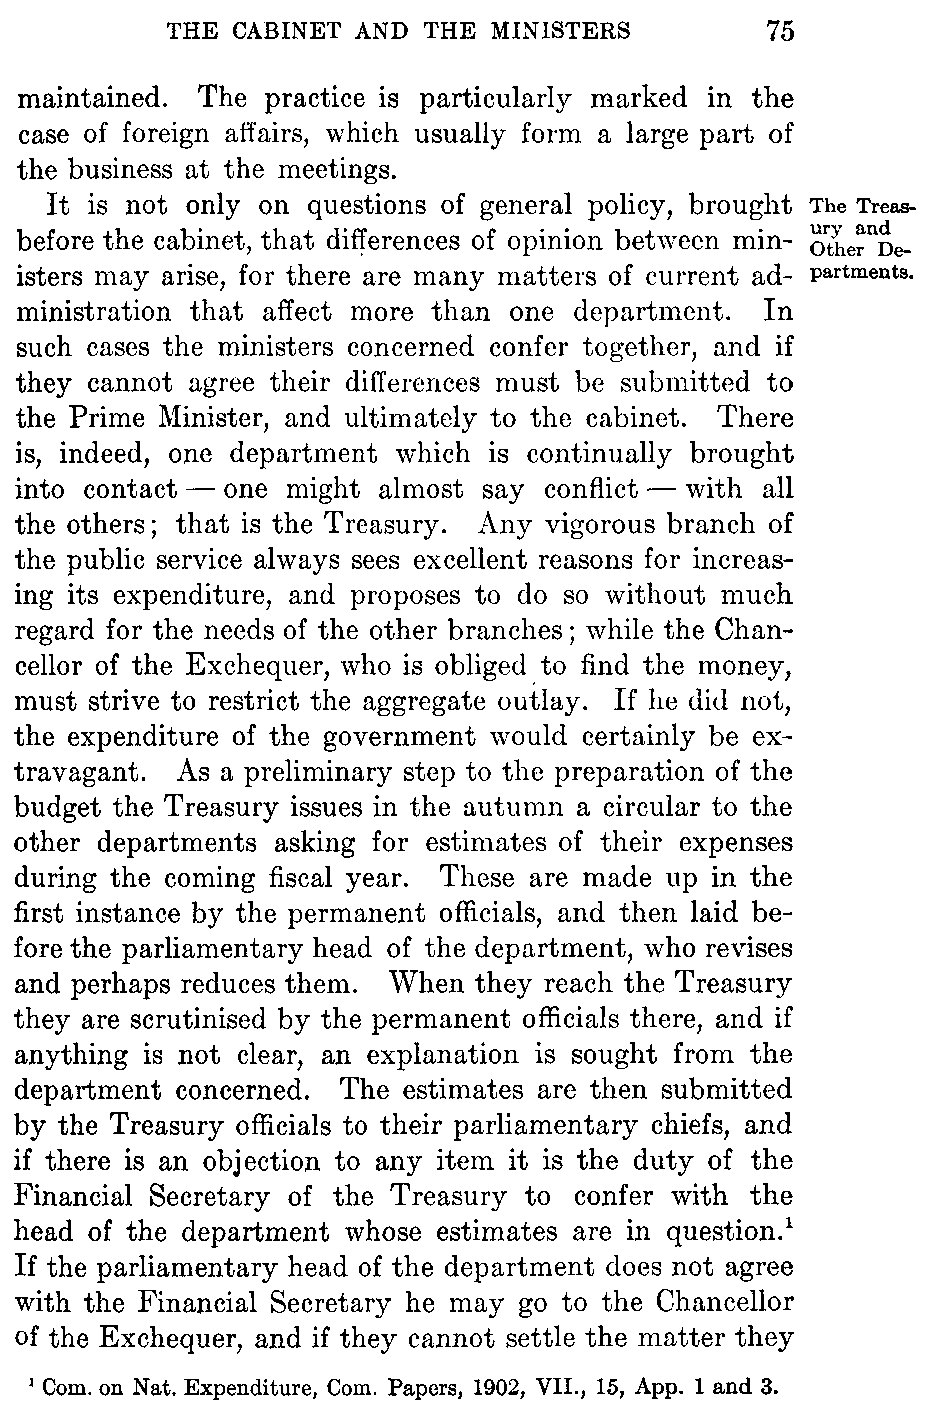 THE CABINET AND THE MINISTERS 75
maintained. The practice is particularly marked in the
case of foreign affairs, which usually form a large part of
the business at the meetings.
It is not only on questions of general policy, brought
before the cabinet, that differences of opinion between min-
isters may arise, for there are many matters of current ad-
ministration that affect more than one department. In
such cases the ministers concerned confer together, and if
they cannot agree their differences must be submitted to
the Prime Minister, and ultimately to the cabinet. There
is, indeed, one department which is continually brought
into contact — one might almost say conflict — with all
the others; that is the Treasury. Any vigorous branch of
the public service always sees excellent reasons for increas-
ing its expenditure, and proposes to do so without much
regard for the needs of the other branches; while the Chan-
cellor of the Exchequer, who is obliged to find the money,
must strive to restrict the aggregate outlay. If he did not,
the expenditure of the government would certainly be ex-
travagant. As a preliminary step to the preparation of the
budget the Treasury issues in the autumn a circular to the
other departments asking for estimates of their expenses
during the coming fiscal year. These are made up in the
first instance by the permanent officials, and then laid be-
fore the parliamentary head of the department, who revises
and perhaps reduces them. When they reach the Treasury
they are scrutinised by the permanent officials there, and if
anything is not clear, an explanation is sought from the
department concerned. The estimates are then submitted
by the Treasury officials to their parliamentary chiefs, and
if there is an objection to any item it is the duty of the
Financial Secretary of the Treasury to confer with the
head of the department whose estimates are in question.¹
If the parliamentary head of the department does not agree
with the Financial Secretary he may go to the Chancellor
of the Exchequer, and if they cannot settle the matter they
The Treas-
ury and
Other De-
partments.
¹ Com. on Nat. Expenditure, Com. Papers, 1902, VII., 15, App. 1 and 3.